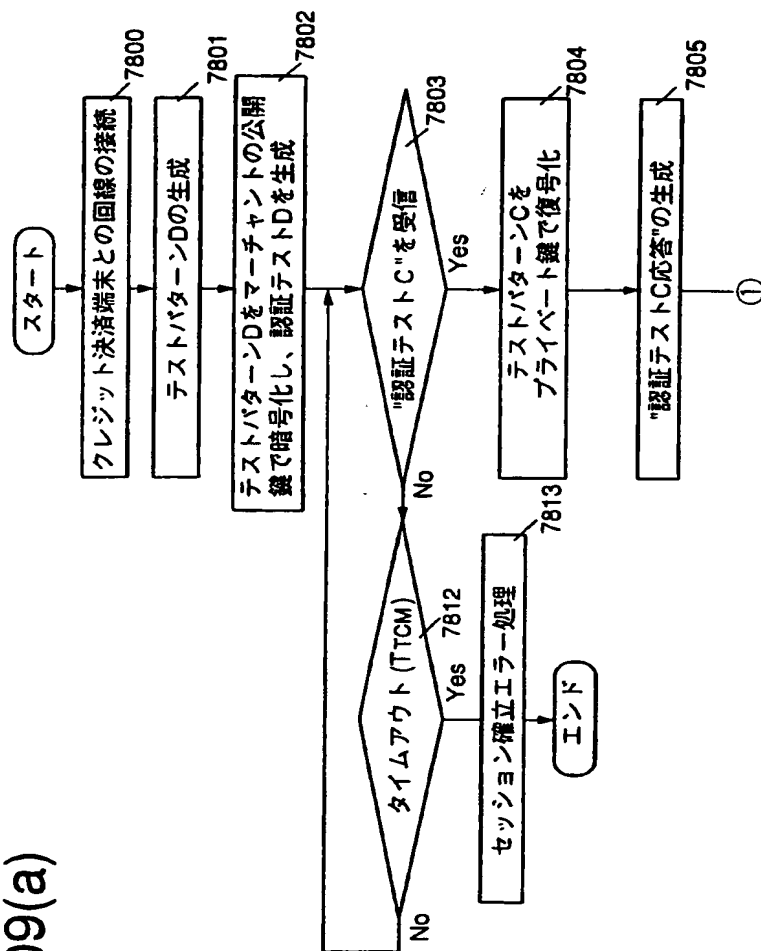 09(a)
スタート
クレジット決済端末との回線の接続
7800
テストパターンDの生成
7801
テストパターンDをマーチャントの公開
鍵で暗号化し、認証テストDを生成
7802
"認証テストC"を受信
7803
Yes
No
テストパターンCを
プライベート鍵で復号化
7804
"認証テストC応答"の生成
7805
①
タイムアウト(TTCM)
7812
No
Yes
セッション確立エラー処理
7813
エンド